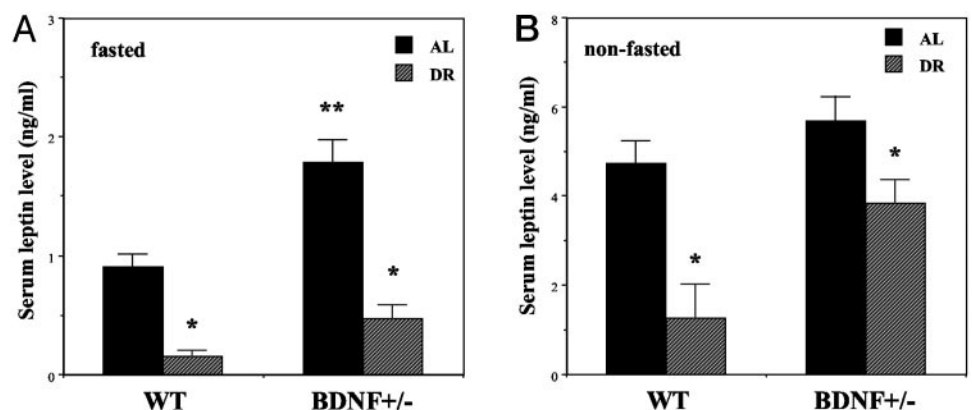 A
fasted
AL
DR
Serum leptin level (ng/ml)
3
2
1
0
**
*
*
WT
BDNF+/-
B
non-fasted
AL
DR
Serum leptin level (ng/ml)
8
6
4
2
0
*
*
WT
BDNF+/-